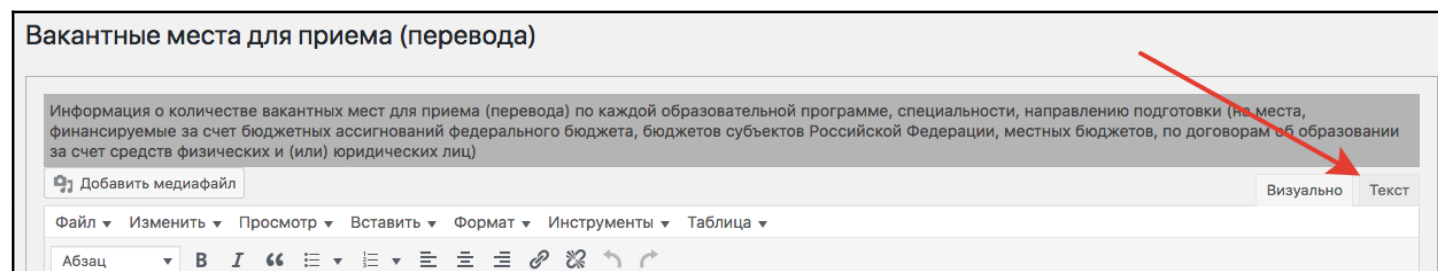 Вакантные места для приема (перевода)
Информация о количестве вакантных мест для приема (перевода) по каждой образовательной программе, специальности, направлению подготовки (на места,
финансируемые за счет бюджетных ассигнований федерального бюджета, бюджетов субъектов Российской Федерации, местных бюджетов, по договорам об образовании
за счет средств физических и (или) юридических лиц)
Добавить медиафайл
Визуально Текст
Файл Изменить Просмотр Вставить Формат Инструменты Таблица
Абзац B I